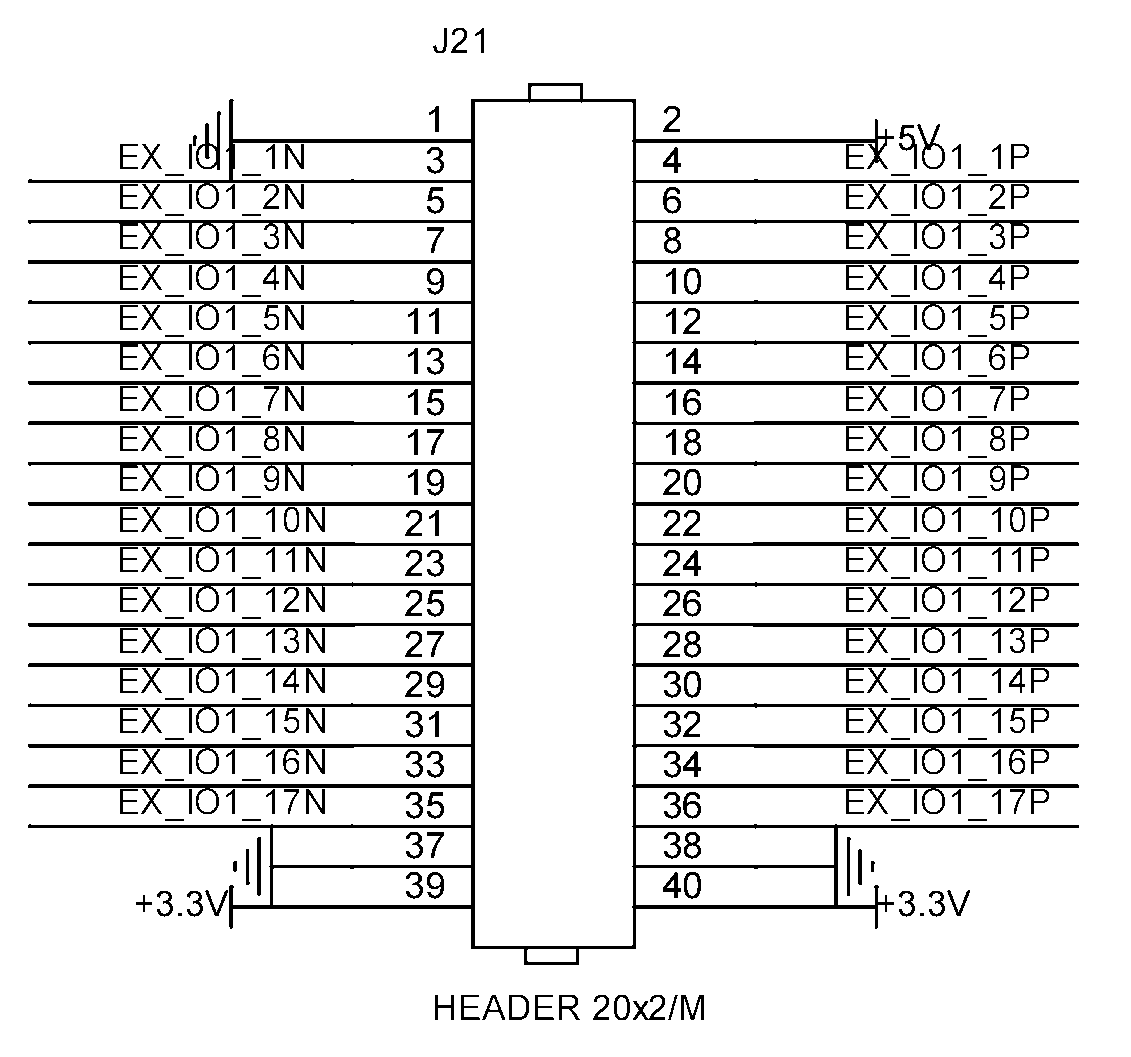 J21
1 2 +5V
EX_IO1_1N 3 4 EX_IO1_1P
EX_IO1_2N 5 6 EX_IO1_2P
EX_IO1_3N 7 8 EX_IO1_3P
EX_IO1_4N 9 10 EX_IO1_4P
EX_IO1_5N 11 12 EX_IO1_5P
EX_IO1_6N 13 14 EX_IO1_6P
EX_IO1_7N 15 16 EX_IO1_7P
EX_IO1_8N 17 18 EX_IO1_8P
EX_IO1_9N 19 20 EX_IO1_9P
EX_IO1_10N 21 22 EX_IO1_10P
EX_IO1_11N 23 24 EX_IO1_11P
EX_IO1_12N 25 26 EX_IO1_12P
EX_IO1_13N 27 28 EX_IO1_13P
EX_IO1_14N 29 30 EX_IO1_14P
EX_IO1_15N 31 32 EX_IO1_15P
EX_IO1_16N 33 34 EX_IO1_16P
EX_IO1_17N 35 36 EX_IO1_17P
37 38
+3.3V 39 40 +3.3V
HEADER 20x2/M